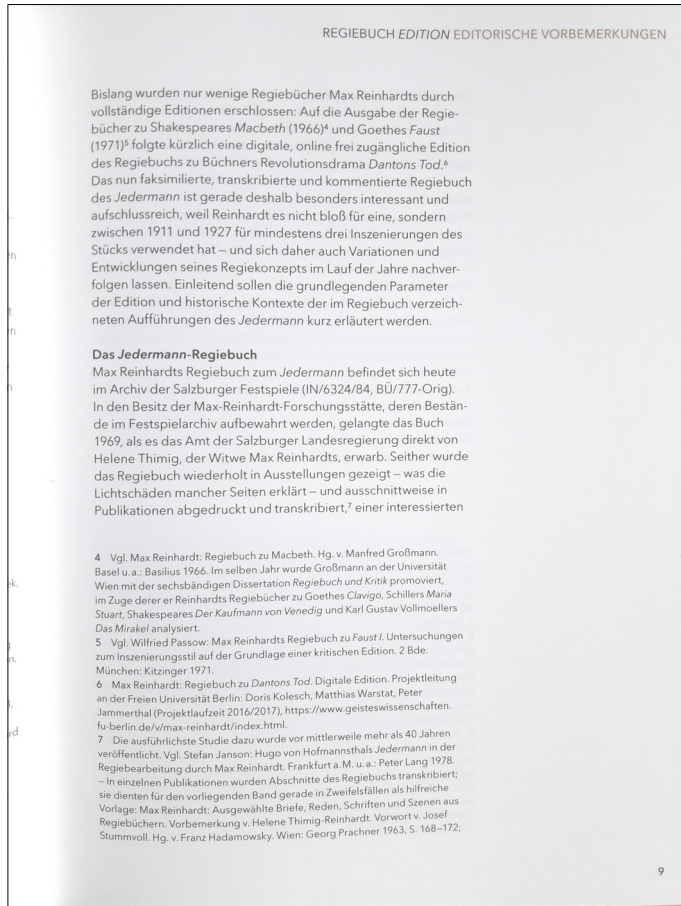 REGIEBUCH EDITION EDITORISCHE VORBEMERKUNGEN
Bislang wurden nur wenige Regiebücher Max Reinhardts durch
vollständige Editionen erschlossen: Auf die Ausgabe der Regie-
bücher zu Shakespeares Macbeth (1966)⁴ und Goethes Faust
(1971)⁵ folgte kürzlich eine digitale, online frei zugängliche Edition
des Regiebuchs zu Büchners Revolutionsdrama Dantons Tod.⁶
Das nun faksimilierte, transkribierte und kommentierte Regiebuch
des Jedermann ist gerade deshalb besonders interessant und
aufschlussreich, weil Reinhardt es nicht bloß für eine, sondern
zwischen 1911 und 1927 für mindestens drei Inszenierungen des
Stücks verwendet hat – und sich daher auch Variationen und
Entwicklungen seines Regiekonzepts im Lauf der Jahre nachver-
folgen lassen. Einleitend sollen die grundlegenden Parameter
der Edition und historische Kontexte der im Regiebuch verzeich-
neten Aufführungen des Jedermann kurz erläutert werden.
Das Jedermann-Regiebuch
Max Reinhardts Regiebuch zum Jedermann befindet sich heute
im Archiv der Salzburger Festspiele (IN/6324/84, BÜ/777-Orig).
In den Besitz der Max-Reinhardt-Forschungsstätte, deren Bestän-
de im Festspielarchiv aufbewahrt werden, gelangte das Buch
1969, als es das Amt der Salzburger Landesregierung direkt von
Helene Thimig, der Witwe Max Reinhardts, erwarb. Seither wurde
das Regiebuch wiederholt in Ausstellungen gezeigt – was die
Lichtschäden mancher Seiten erklärt – und ausschnittweise in
Publikationen abgedruckt und transkribiert,⁷ einer interessierten
4 Vgl. Max Reinhardt: Regiebuch zu Macbeth. Hg. v. Manfred Großmann.
Basel u. a.: Basilius 1966. Im selben Jahr wurde Großmann an der Universität
Wien mit der sechsbändigen Dissertation Regiebuch und Kritik promoviert,
im Zuge derer er Reinhardts Regiebücher zu Goethes Clavigo, Schillers Maria
Stuart, Shakespeares Der Kaufmann von Venedig und Karl Gustav Vollmoellers
Das Mirakel analysiert.
5 Vgl. Wilfried Passow: Max Reinhardts Regiebuch zu Faust I. Untersuchungen
zum Inszenierungsstil auf der Grundlage einer kritischen Edition. 2 Bde.
München: Kitzinger 1971.
6 Max Reinhardt: Regiebuch zu Dantons Tod. Digitale Edition. Projektleitung
an der Freien Universität Berlin: Doris Kolesch, Matthias Warstat, Peter
Jammerthal (Projektlaufzeit 2016/2017), https://www.geisteswissenschaften.
fu-berlin.de/v/max-reinhardt/index.html.
7 Die ausführlichste Studie dazu wurde vor mittlerweile mehr als 40 Jahren
veröffentlicht. Vgl. Stefan Janson: Hugo von Hofmannsthals Jedermann in der
Regiebearbeitung durch Max Reinhardt. Frankfurt a. M. u. a.: Peter Lang 1978.
– In einzelnen Publikationen wurden Abschnitte des Regiebuchs transkribiert;
sie dienten für den vorliegenden Band gerade in Zweifelsfällen als hilfreiche
Vorlage: Max Reinhardt: Ausgewählte Briefe, Reden, Schriften und Szenen aus
Regiebüchern. Vorbemerkung v. Helene Thimig-Reinhardt. Vorwort v. Josef
Stummvoll. Hg. v. Franz Hadamowsky. Wien: Georg Prachner 1963, S. 168–172;
9